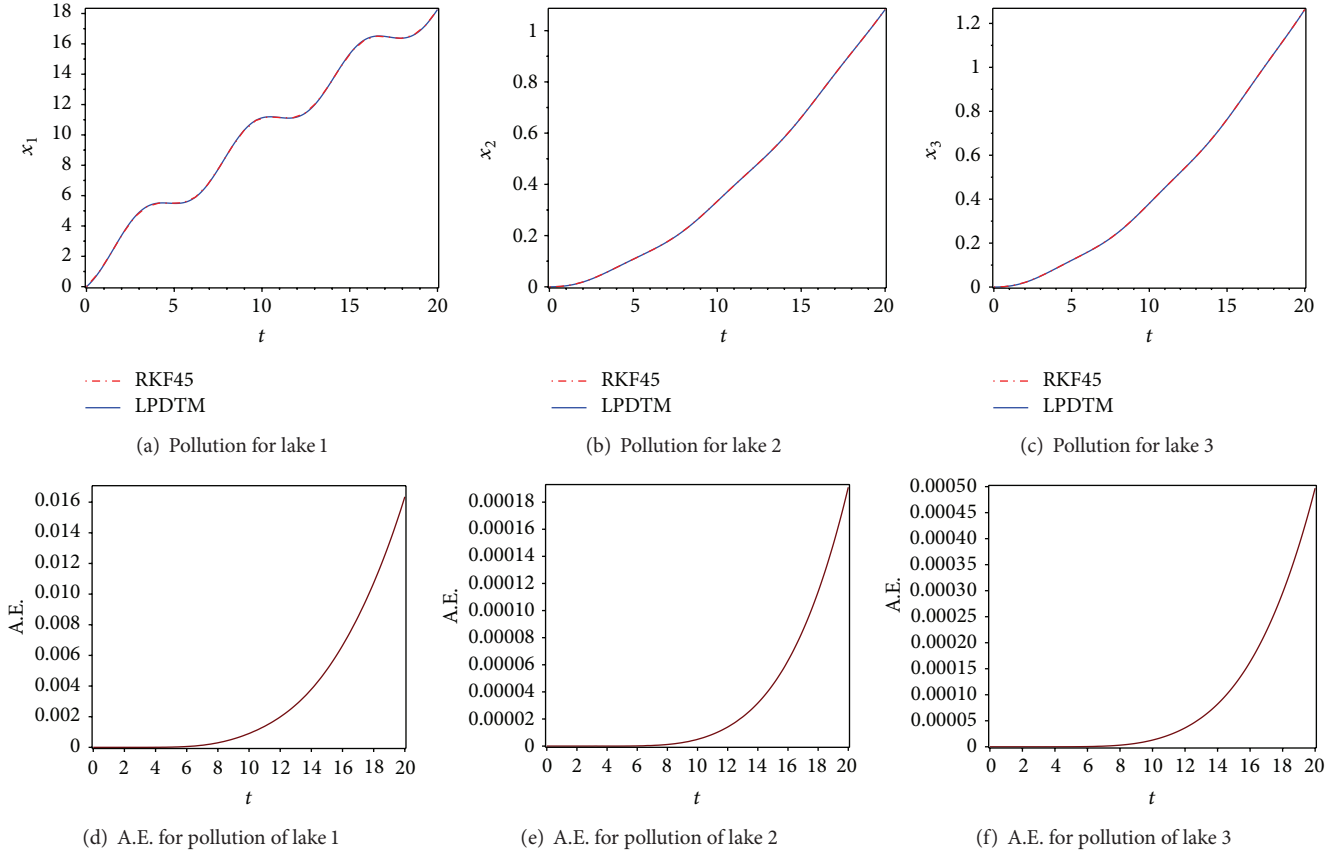 18
16
14
12
10
8
6
4
2
0
x1
0 5 10 15 20
t
RKF45
LPDTM
(a) Pollution for lake 1
1
0.8
0.6
0.4
0.2
0
x2
0 5 10 15 20
t
RKF45
LPDTM
(b) Pollution for lake 2
1.2
1
0.8
0.6
0.4
0.2
0
x3
0 5 10 15 20
t
RKF45
LPDTM
(c) Pollution for lake 3
0.016
0.014
0.012
0.010
0.008
0.006
0.004
0.002
0
A.E.
0 2 4 6 8 10 12 14 16 18 20
t
(d) A.E. for pollution of lake 1
0.00018
0.00016
0.00014
0.00012
0.00010
0.00008
0.00006
0.00004
0.00002
0
A.E.
0 2 4 6 8 10 12 14 16 18 20
t
(e) A.E. for pollution of lake 2
0.00050
0.00045
0.00040
0.00035
0.00030
0.00025
0.00020
0.00015
0.00010
0.00005
0
A.E.
0 2 4 6 8 10 12 14 16 18 20
t
(f) A.E. for pollution of lake 3